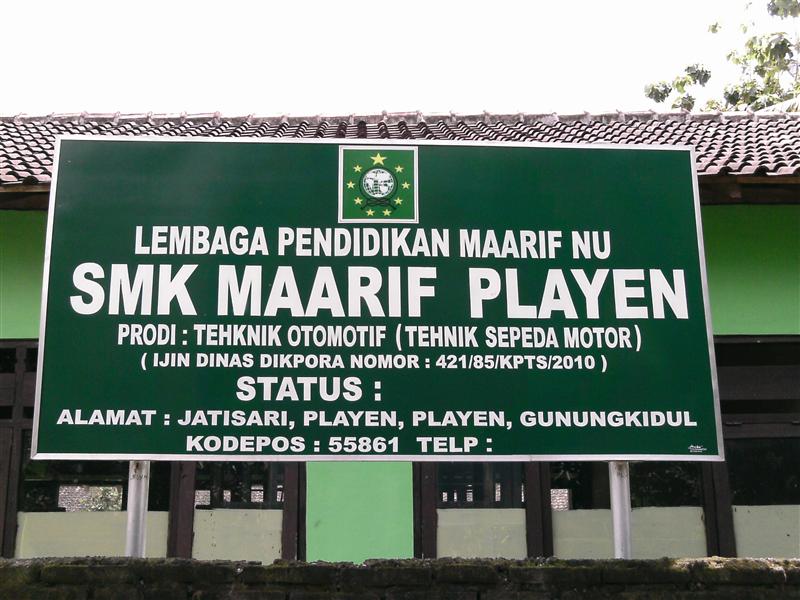 LEMBAGA PENDIDIKAN MAARIF NU
SMK MAARIF PLAYEN
PRODI : TEHKNIK OTOMOTIF ( TEHNIK SEPEDA MOTOR )
( IJIN DINAS DIKPORA NOMOR : 421/85/KPTS/2010 )
STATUS :
ALAMAT : JATISARI, PLAYEN, PLAYEN, GUNUNGKIDUL
KODEPOS : 55861 TELP :